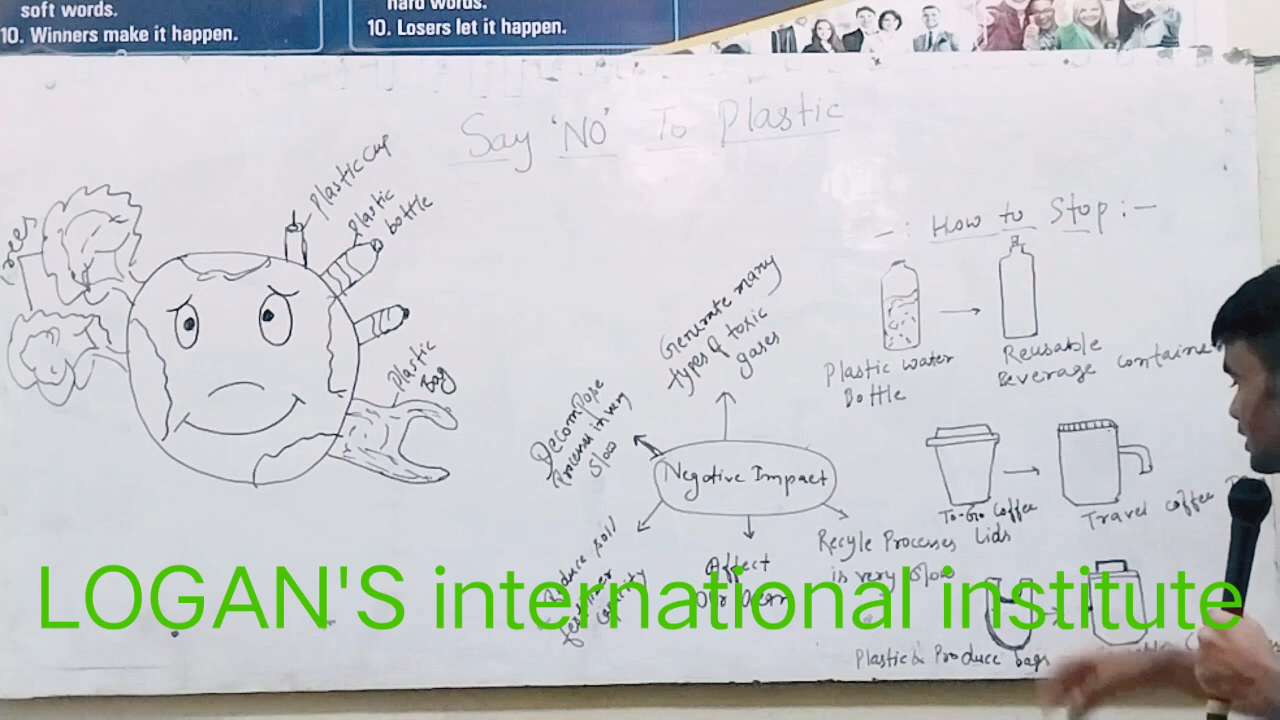 soft words.
10. Winners make it happen.
hard words.
10. Losers let it happen.
Say 'NO' To Plastic
Plastic cup
Plastic
bottle
Plastic
Bag
Generate many
types of toxic
gases
Decompose
Process in very
Slow
Negative Impact
Affect
Recyle Processes
is very slow
soil
-: How to Stop :-
Plastic water
Bottle
Reusable
Beverage container
To-Go Coffee
Lids
Travel coffee
Plastic Produce bags
LOGAN'S international institute